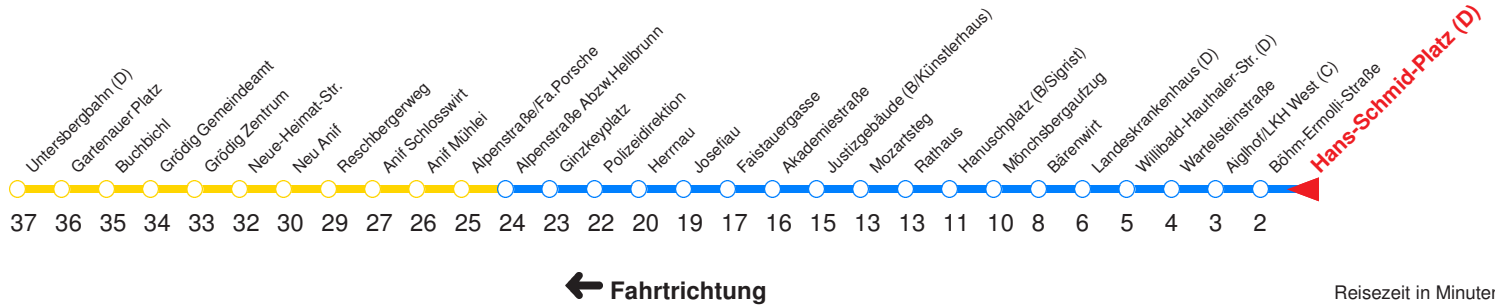 Untersbergbahn (D)
Gartenauer Platz
Buchbichl
Grödig Gemeindeamt
Grödig Zentrum
Neue-Heimat-Str.
Neu Anif
Reschbergerweg
Anif Schlosswirt
Anif Mühlei
Alpenstraße/Fa.Porsche
Alpenstraße Abzw.Hellbrunn
Ginzkeyplatz
Polizeidirektion
Herrnau
Josefiau
Faistauergasse
Akademiestraße
Justizgebäude (B/Künstlerhaus)
Mozartsteg
Rathaus
Hanuschplatz (B/Sigrist)
Mönchsbergaufzug
Bärenwirt
Landeskrankenhaus (D)
Willibald-Hauthaler-Str. (D)
Wartelsteinstraße
Aiglhof/LKH West (C)
Böhm-Ermolli-Straße
Hans-Schmid-Platz (D)
37 36 35 34 33 32 30 29 27 26 25 24 23 22 20 19 17 16 15 13 13 11 10 8 6 5 4 3 2
Fahrtrichtung
Reisezeit in Minuten